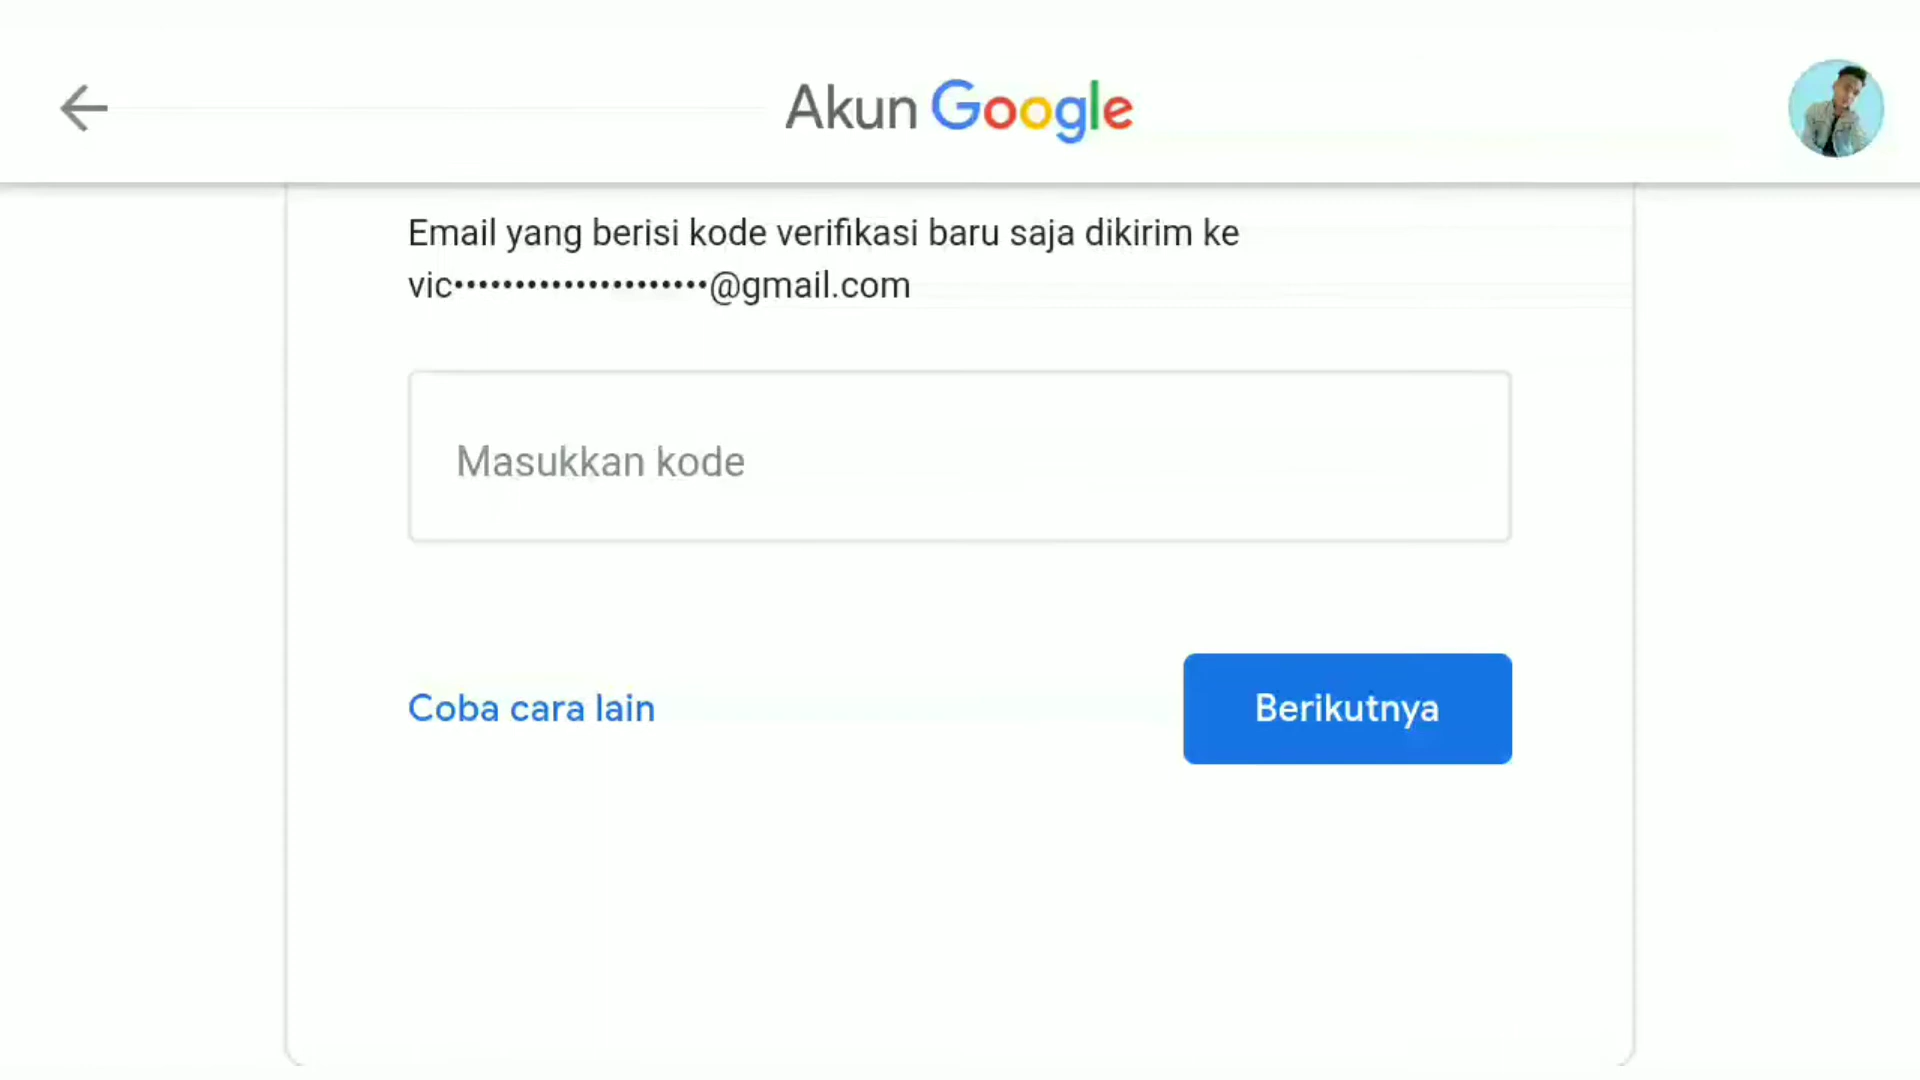 Akun Google
Email yang berisi kode verifikasi baru saja dikirim ke
vic•••••••••••••••••••••@gmail.com
Masukkan kode
Coba cara lain
Berikutnya